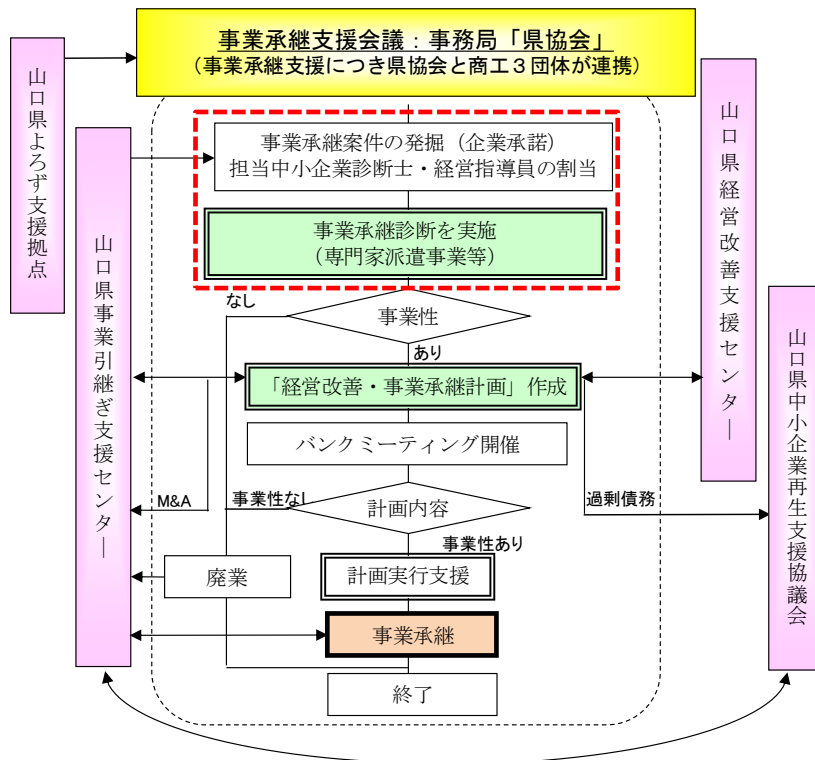 事業承継支援会議：事務局「県協会」
（事業承継支援につき県協会と商工３団体が連携）
山口県よろず支援拠点
山口県事業引継ぎ支援センター
山口県経営改善支援センター
山口県中小企業再生支援協議会
事業承継案件の発掘（企業承諾）
担当中小企業診断士・経営指導員の割当
事業承継診断を実施
（専門家派遣事業等）
なし
事業性
あり
「経営改善・事業承継計画」作成
バンクミーティング開催
M&A
事業性なし
計画内容
過剰債務
事業性あり
廃業
計画実行支援
事業承継
終了